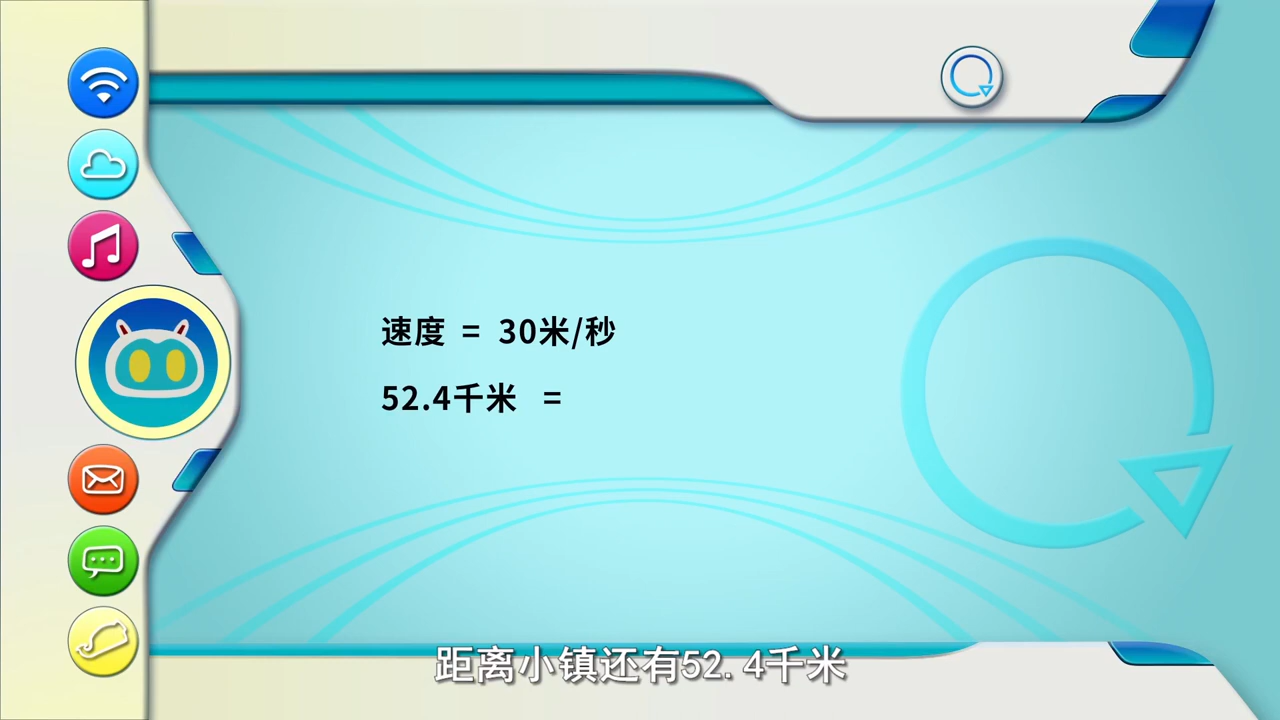 速度 = 30米/秒
52.4千米 =
距离小镇还有52.4千米